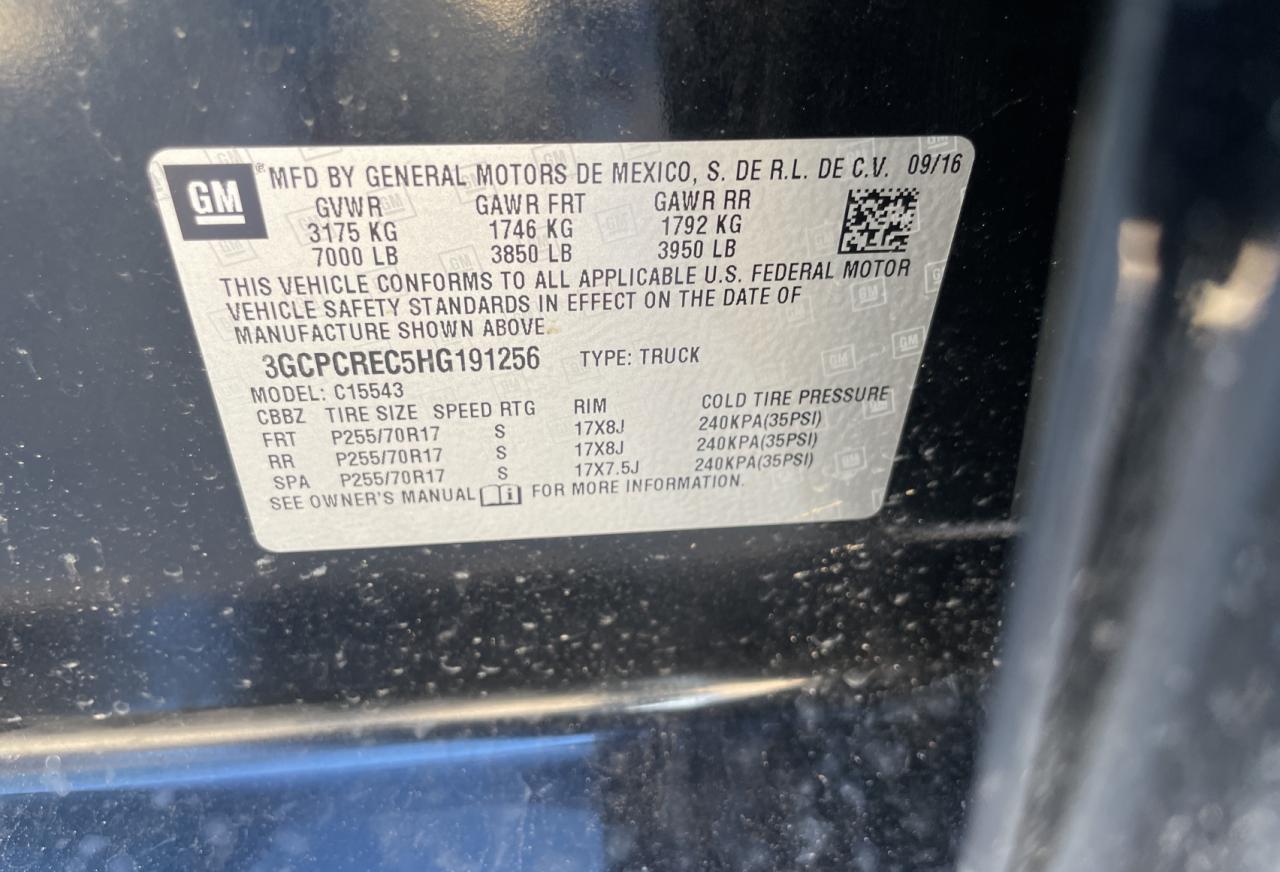 GM ® MFD BY GENERAL MOTORS DE MEXICO, S. DE R.L. DE C.V. 09/16
GVWR GAWR FRT GAWR RR
3175 KG 1746 KG 1792 KG
7000 LB 3850 LB 3950 LB
THIS VEHICLE CONFORMS TO ALL APPLICABLE U.S. FEDERAL MOTOR
VEHICLE SAFETY STANDARDS IN EFFECT ON THE DATE OF
MANUFACTURE SHOWN ABOVE.
3GCPCREC5HG191256 TYPE: TRUCK
MODEL: C15543
CBBZ TIRE SIZE SPEED RTG RIM COLD TIRE PRESSURE
FRT P255/70R17 S 17X8J 240KPA(35PSI)
RR P255/70R17 S 17X8J 240KPA(35PSI)
SPA P255/70R17 S 17X7.5J 240KPA(35PSI)
SEE OWNER'S MANUAL FOR MORE INFORMATION.